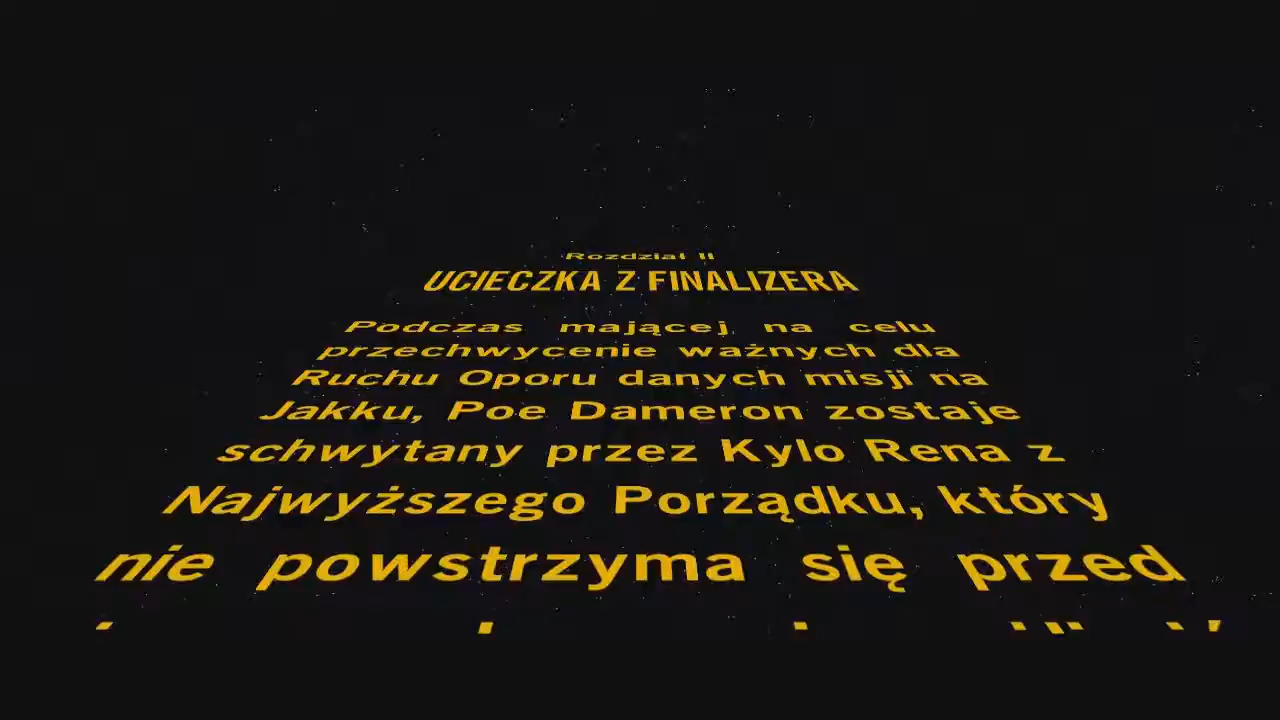 Rozdział II
UCIECZKA Z FINALIZERA
Podczas mającej na celu
przechwycenie ważnych dla
Ruchu Oporu danych misji na
Jakku, Poe Dameron zostaje
schwytany przez Kylo Rena z
Najwyższego Porządku, który
nie powstrzyma się przed